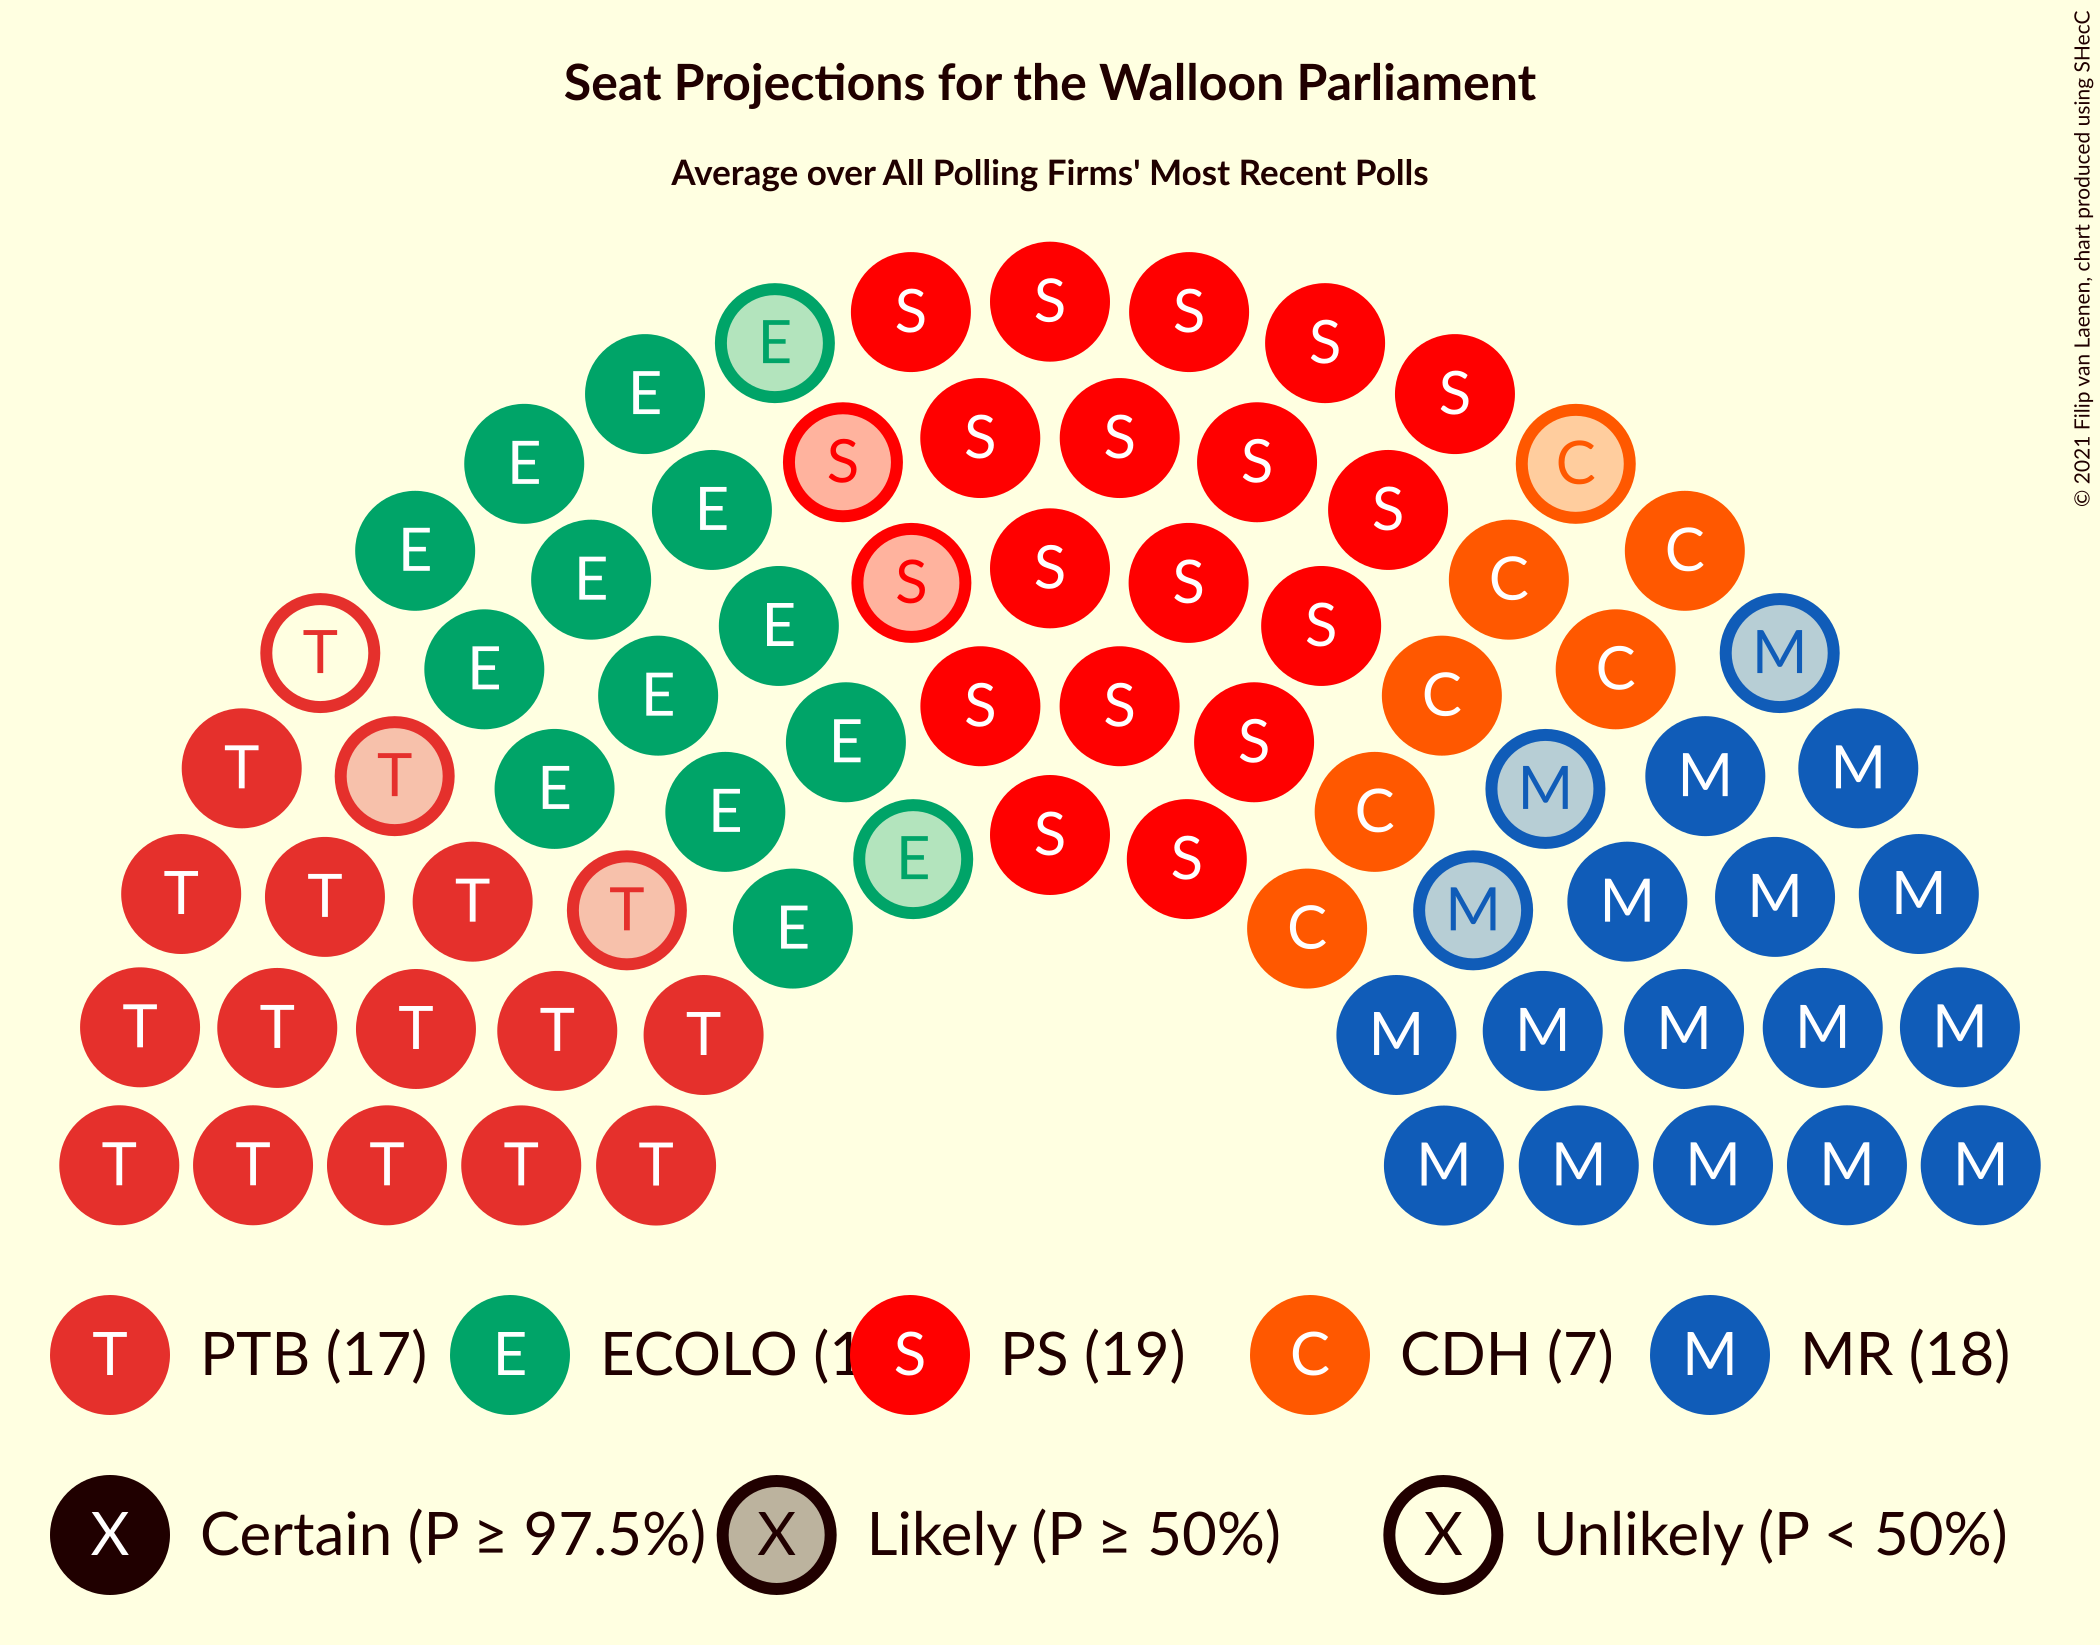 Seat Projections for the Walloon Parliament
Average over All Polling Firms' Most Recent Polls
© 2021 Filip van Laenen, chart produced using SHecC
S S S
E S
E S
E S S S S C
E S
E C
E S S S C
E S
T M
E C
E S S C
E S
T T E M M M
E C
S
E S
T T T T E C M M M M
T T T T T M M M M M
T T T T T M M M M M
T PTB (17) E ECOLO (1 S PS (19) C CDH (7) M MR (18)
X Certain (P ≥ 97.5%) X Likely (P ≥ 50%) X Unlikely (P < 50%)